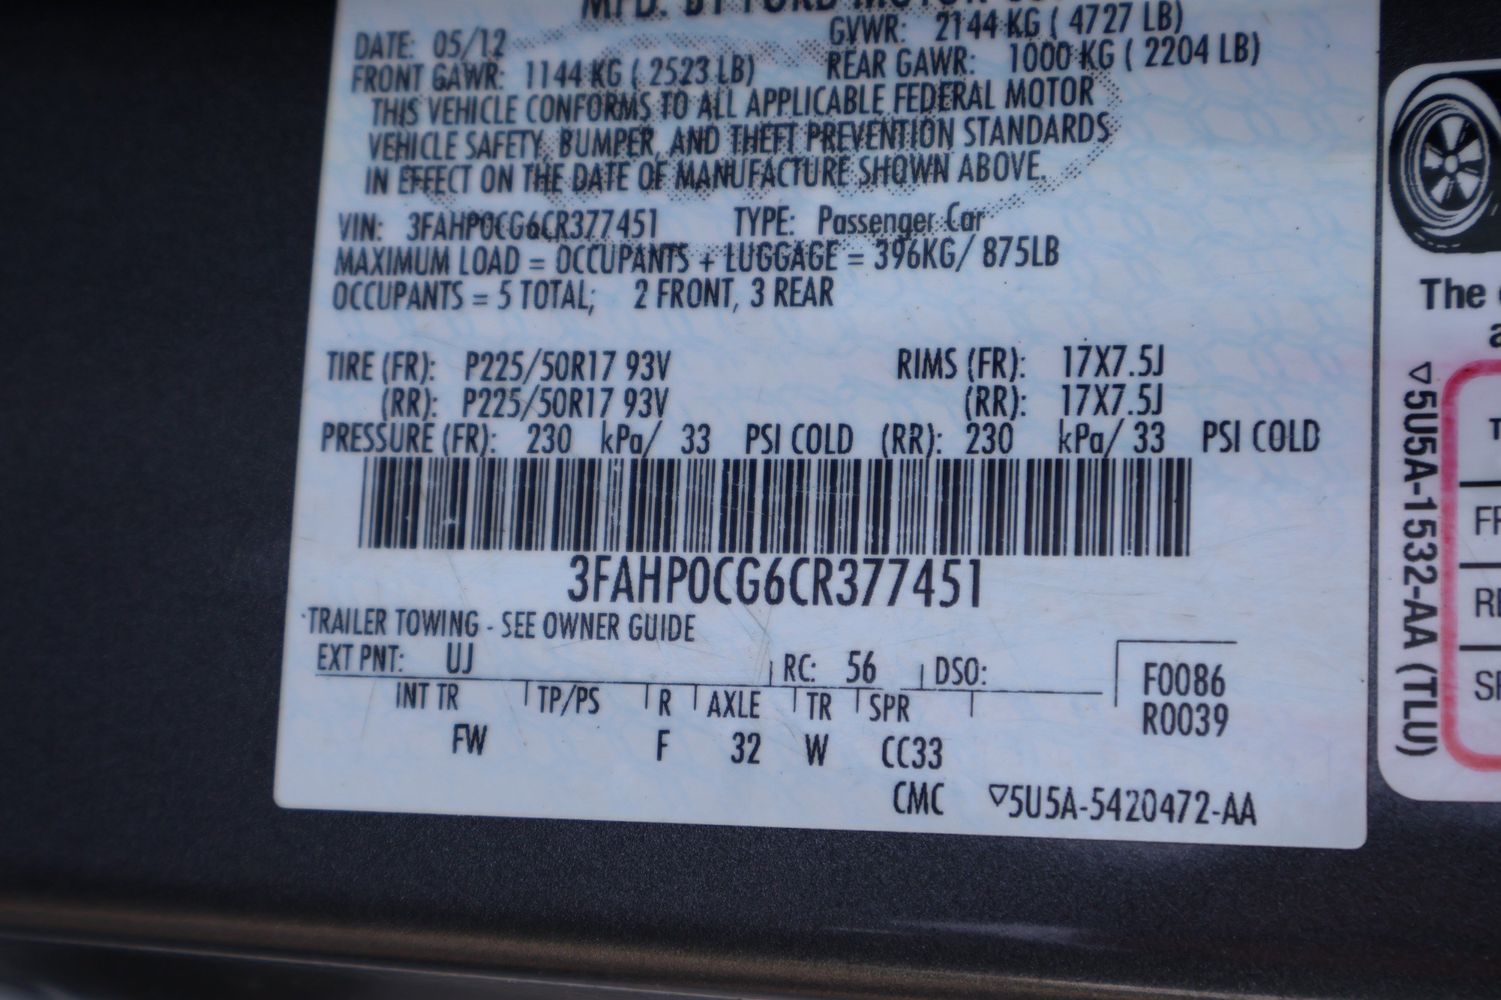 MFD. BY FORD MOTOR CO
DATE: 05/12 GVWR: 2144 KG ( 4727 LB)
FRONT GAWR: 1144 KG ( 2523 LB) REAR GAWR: 1000 KG ( 2204 LB)
THIS VEHICLE CONFORMS TO ALL APPLICABLE FEDERAL MOTOR
VEHICLE SAFETY, BUMPER, AND THEFT PREVENTION STANDARDS
IN EFFECT ON THE DATE OF MANUFACTURE SHOWN ABOVE.
VIN: 3FAHP0CG6CR377451 TYPE: Passenger Car
MAXIMUM LOAD = OCCUPANTS + LUGGAGE = 396KG/ 875LB
OCCUPANTS = 5 TOTAL; 2 FRONT, 3 REAR
TIRE (FR): P225/50R17 93V RIMS (FR): 17X7.5J
(RR): P225/50R17 93V (RR): 17X7.5J
PRESSURE (FR): 230 kPa/ 33 PSI COLD (RR): 230 kPa/ 33 PSI COLD
3FAHP0CG6CR377451
TRAILER TOWING - SEE OWNER GUIDE
EXT PNT: UJ RC: 56 DSO:
INT TR TP/PS R AXLE TR SPR
FW F 32 W CC33
F0086
R0039
CMC ▽5U5A-5420472-AA
The
▽5U5A-1532-AA (TLU)